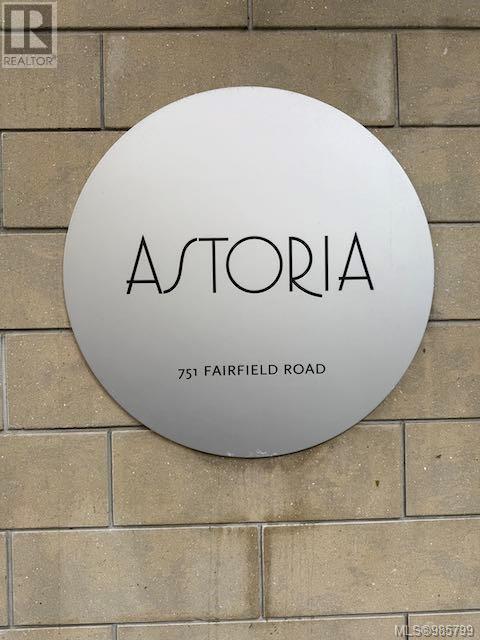 R
REALTOR
ASTORIA
751 FAIRFIELD ROAD
MLS®985799